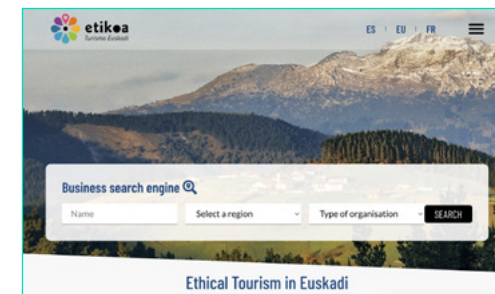 etikoa
Turismo Euskadi
ES EU FR
Business search engine
Name
Select a region
Type of organisation
SEARCH
Ethical Tourism in Euskadi